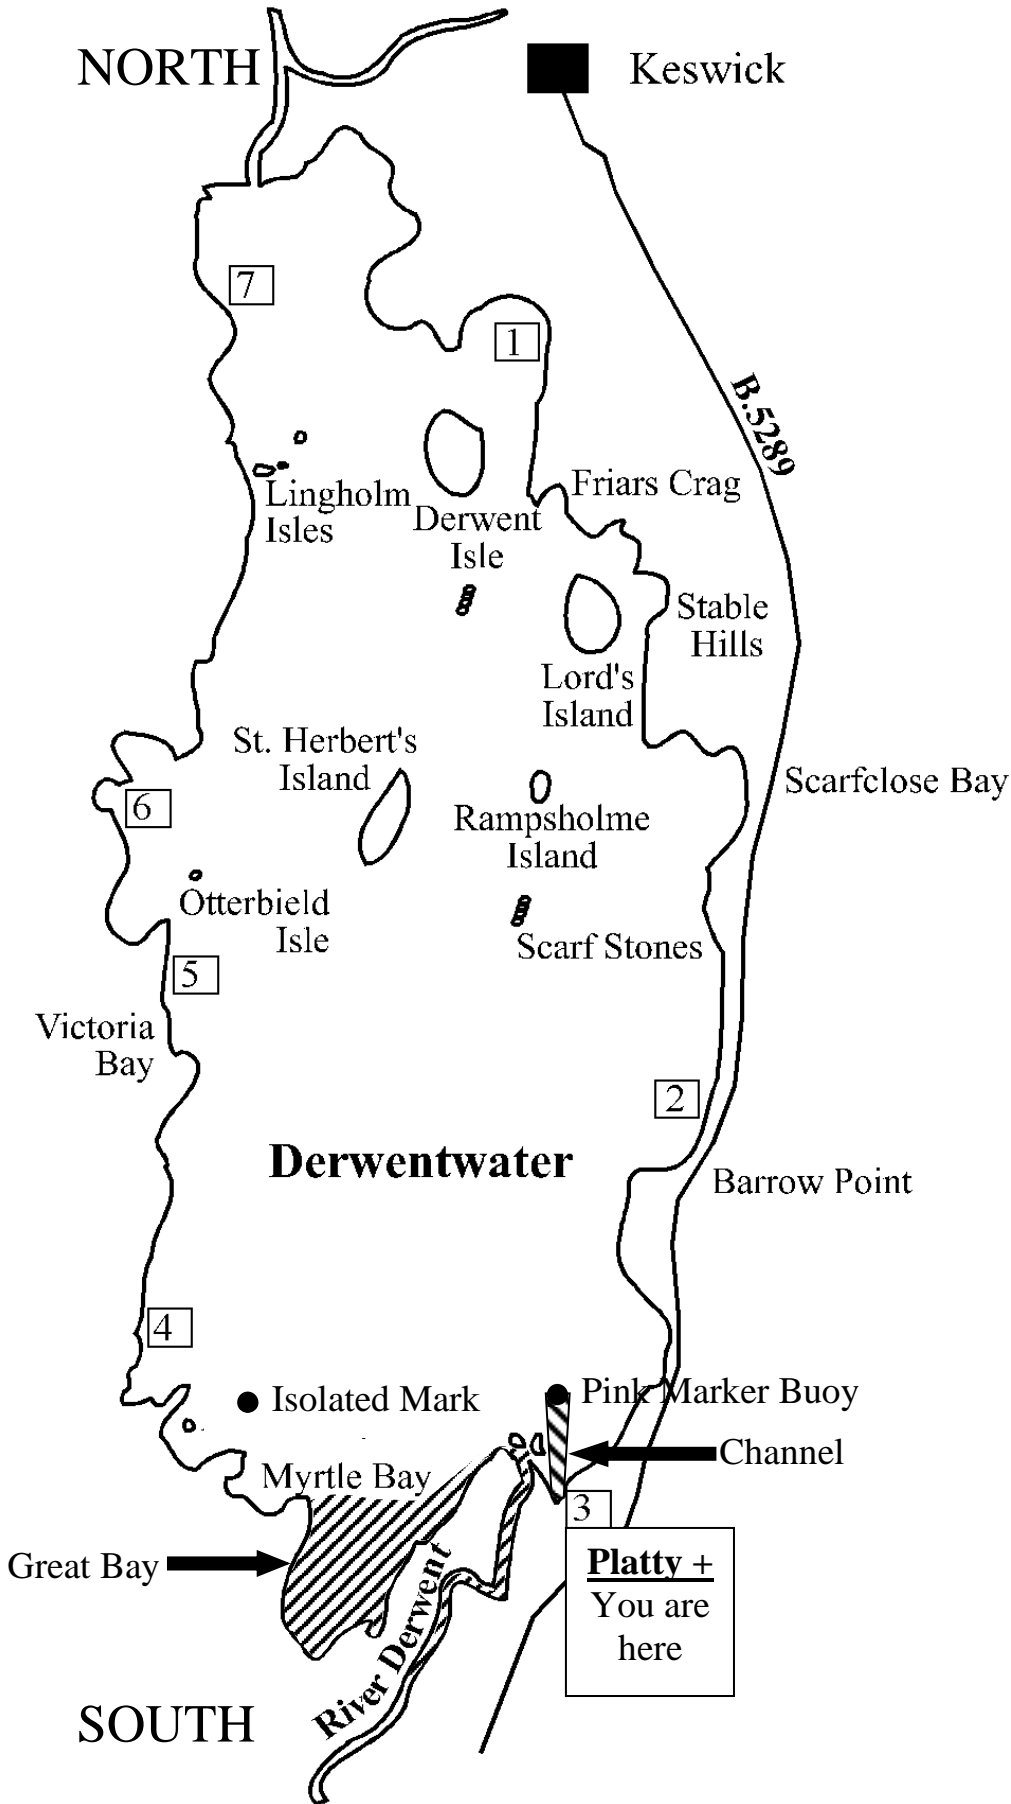 NORTH
Keswick
7
1
B.5289
Friars Crag
Lingholm
Isles
Derwent
Isle
Stable
Hills
Lord's
Island
St. Herbert's
Island
Scarfclose Bay
6
Rampsholme
Island
Otterbield
Isle
Scarf Stones
5
Victoria
Bay
2
Derwentwater
Barrow Point
4
Isolated Mark
Pink Marker Buoy
Channel
Myrtle Bay
3
Great Bay
Platty +
You are
here
River Derwent
SOUTH